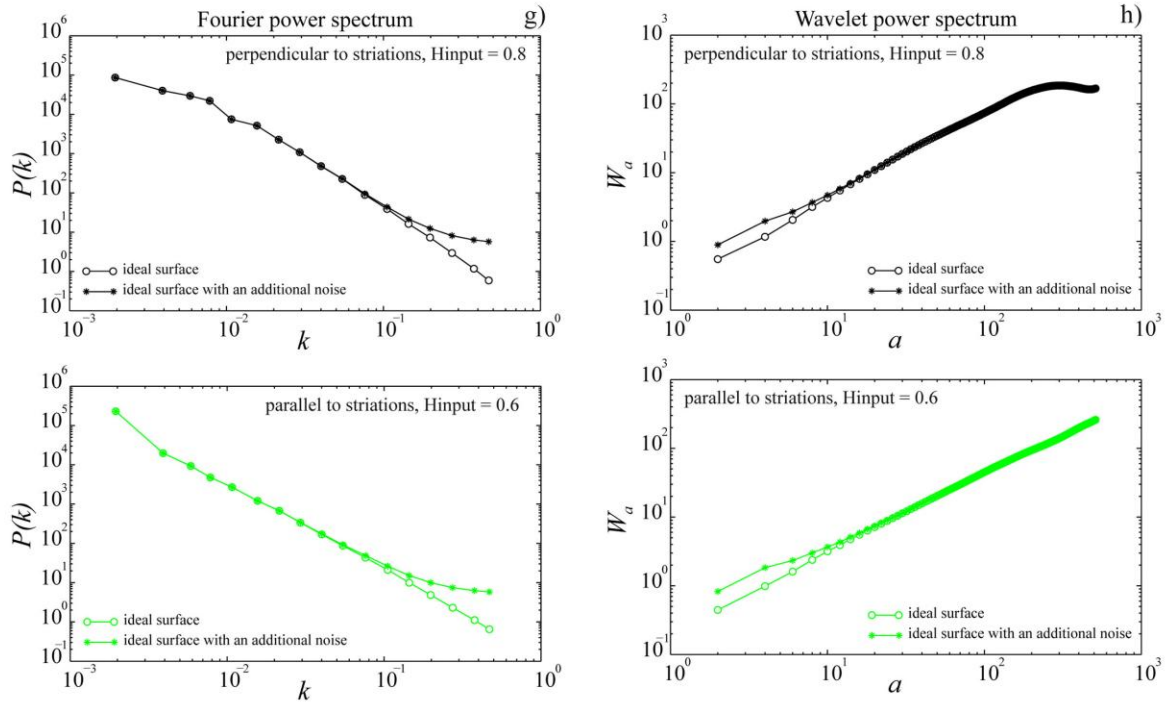 Fourier power spectrum
g)
10^6
10^5
10^4
10^3
10^2
10^1
10^0
10^−1
P(k)
perpendicular to striations, Hinput = 0.8
ideal surface
ideal surface with an additional noise
10^−3
10^−2
10^−1
10^0
k
Wavelet power spectrum
h)
10^3
10^2
10^1
10^0
10^−1
W_a
perpendicular to striations, Hinput = 0.8
ideal surface
ideal surface with an additional noise
10^0
10^1
10^2
10^3
a
10^6
10^5
10^4
10^3
10^2
10^1
10^0
10^−1
P(k)
parallel to striations, Hinput = 0.6
ideal surface
ideal surface with an additional noise
10^−3
10^−2
10^−1
10^0
k
10^3
10^2
10^1
10^0
10^−1
W_a
parallel to striations, Hinput = 0.6
ideal surface
ideal surface with an additional noise
10^0
10^1
10^2
10^3
a